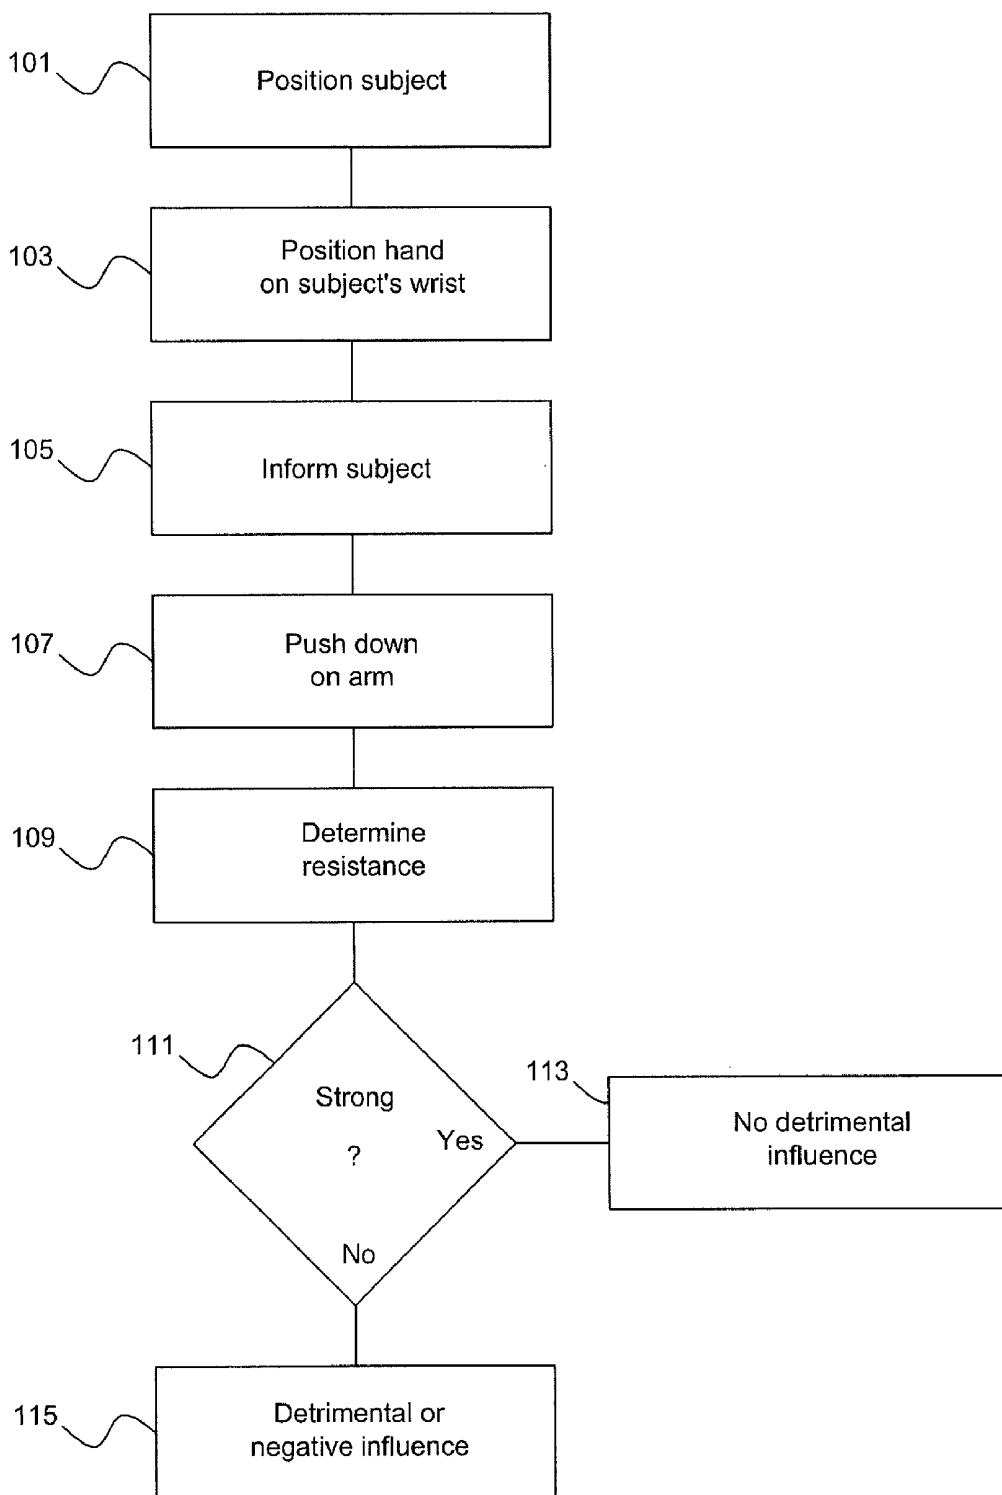 101
Position subject
103
Position hand
on subject's wrist
105
Inform subject
107
Push down
on arm
109
Determine
resistance
111
Strong
?
Yes
No
113
No detrimental
influence
115
Detrimental or
negative influence